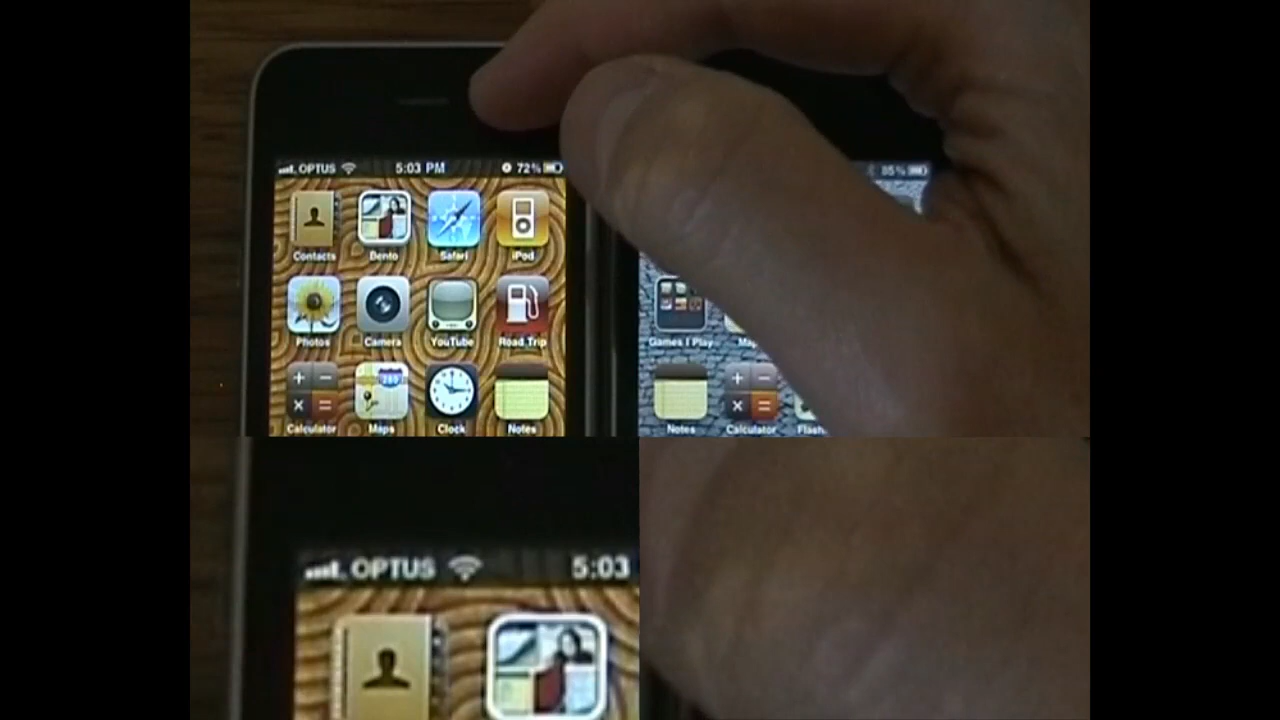 OPTUS 5:03 PM 72%
85%
Contacts Bento Safari iPod
Photos Camera YouTube Road Trip
Games I Play
Calculator Maps Clock Notes
Notes Calculator
OPTUS 5:03
280